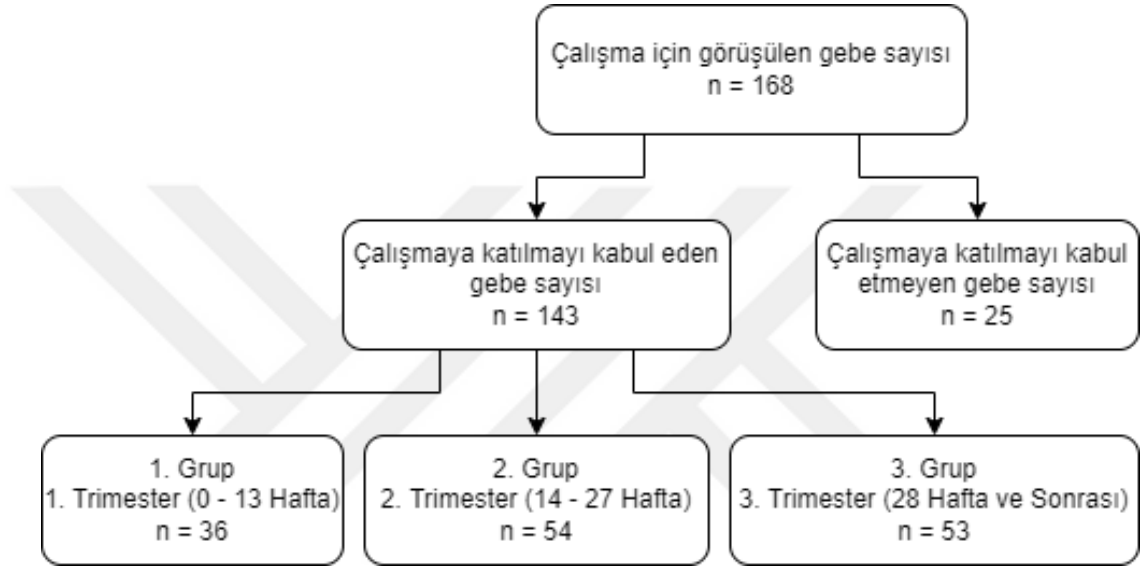 Çalışma için görüşülen gebe sayısı
n = 168
Çalışmaya katılmayı kabul eden
gebe sayısı
n = 143
Çalışmaya katılmayı kabul
etmeyen gebe sayısı
n = 25
1. Grup
1. Trimester (0 - 13 Hafta)
n = 36
2. Grup
2. Trimester (14 - 27 Hafta)
n = 54
3. Grup
3. Trimester (28 Hafta ve Sonrası)
n = 53